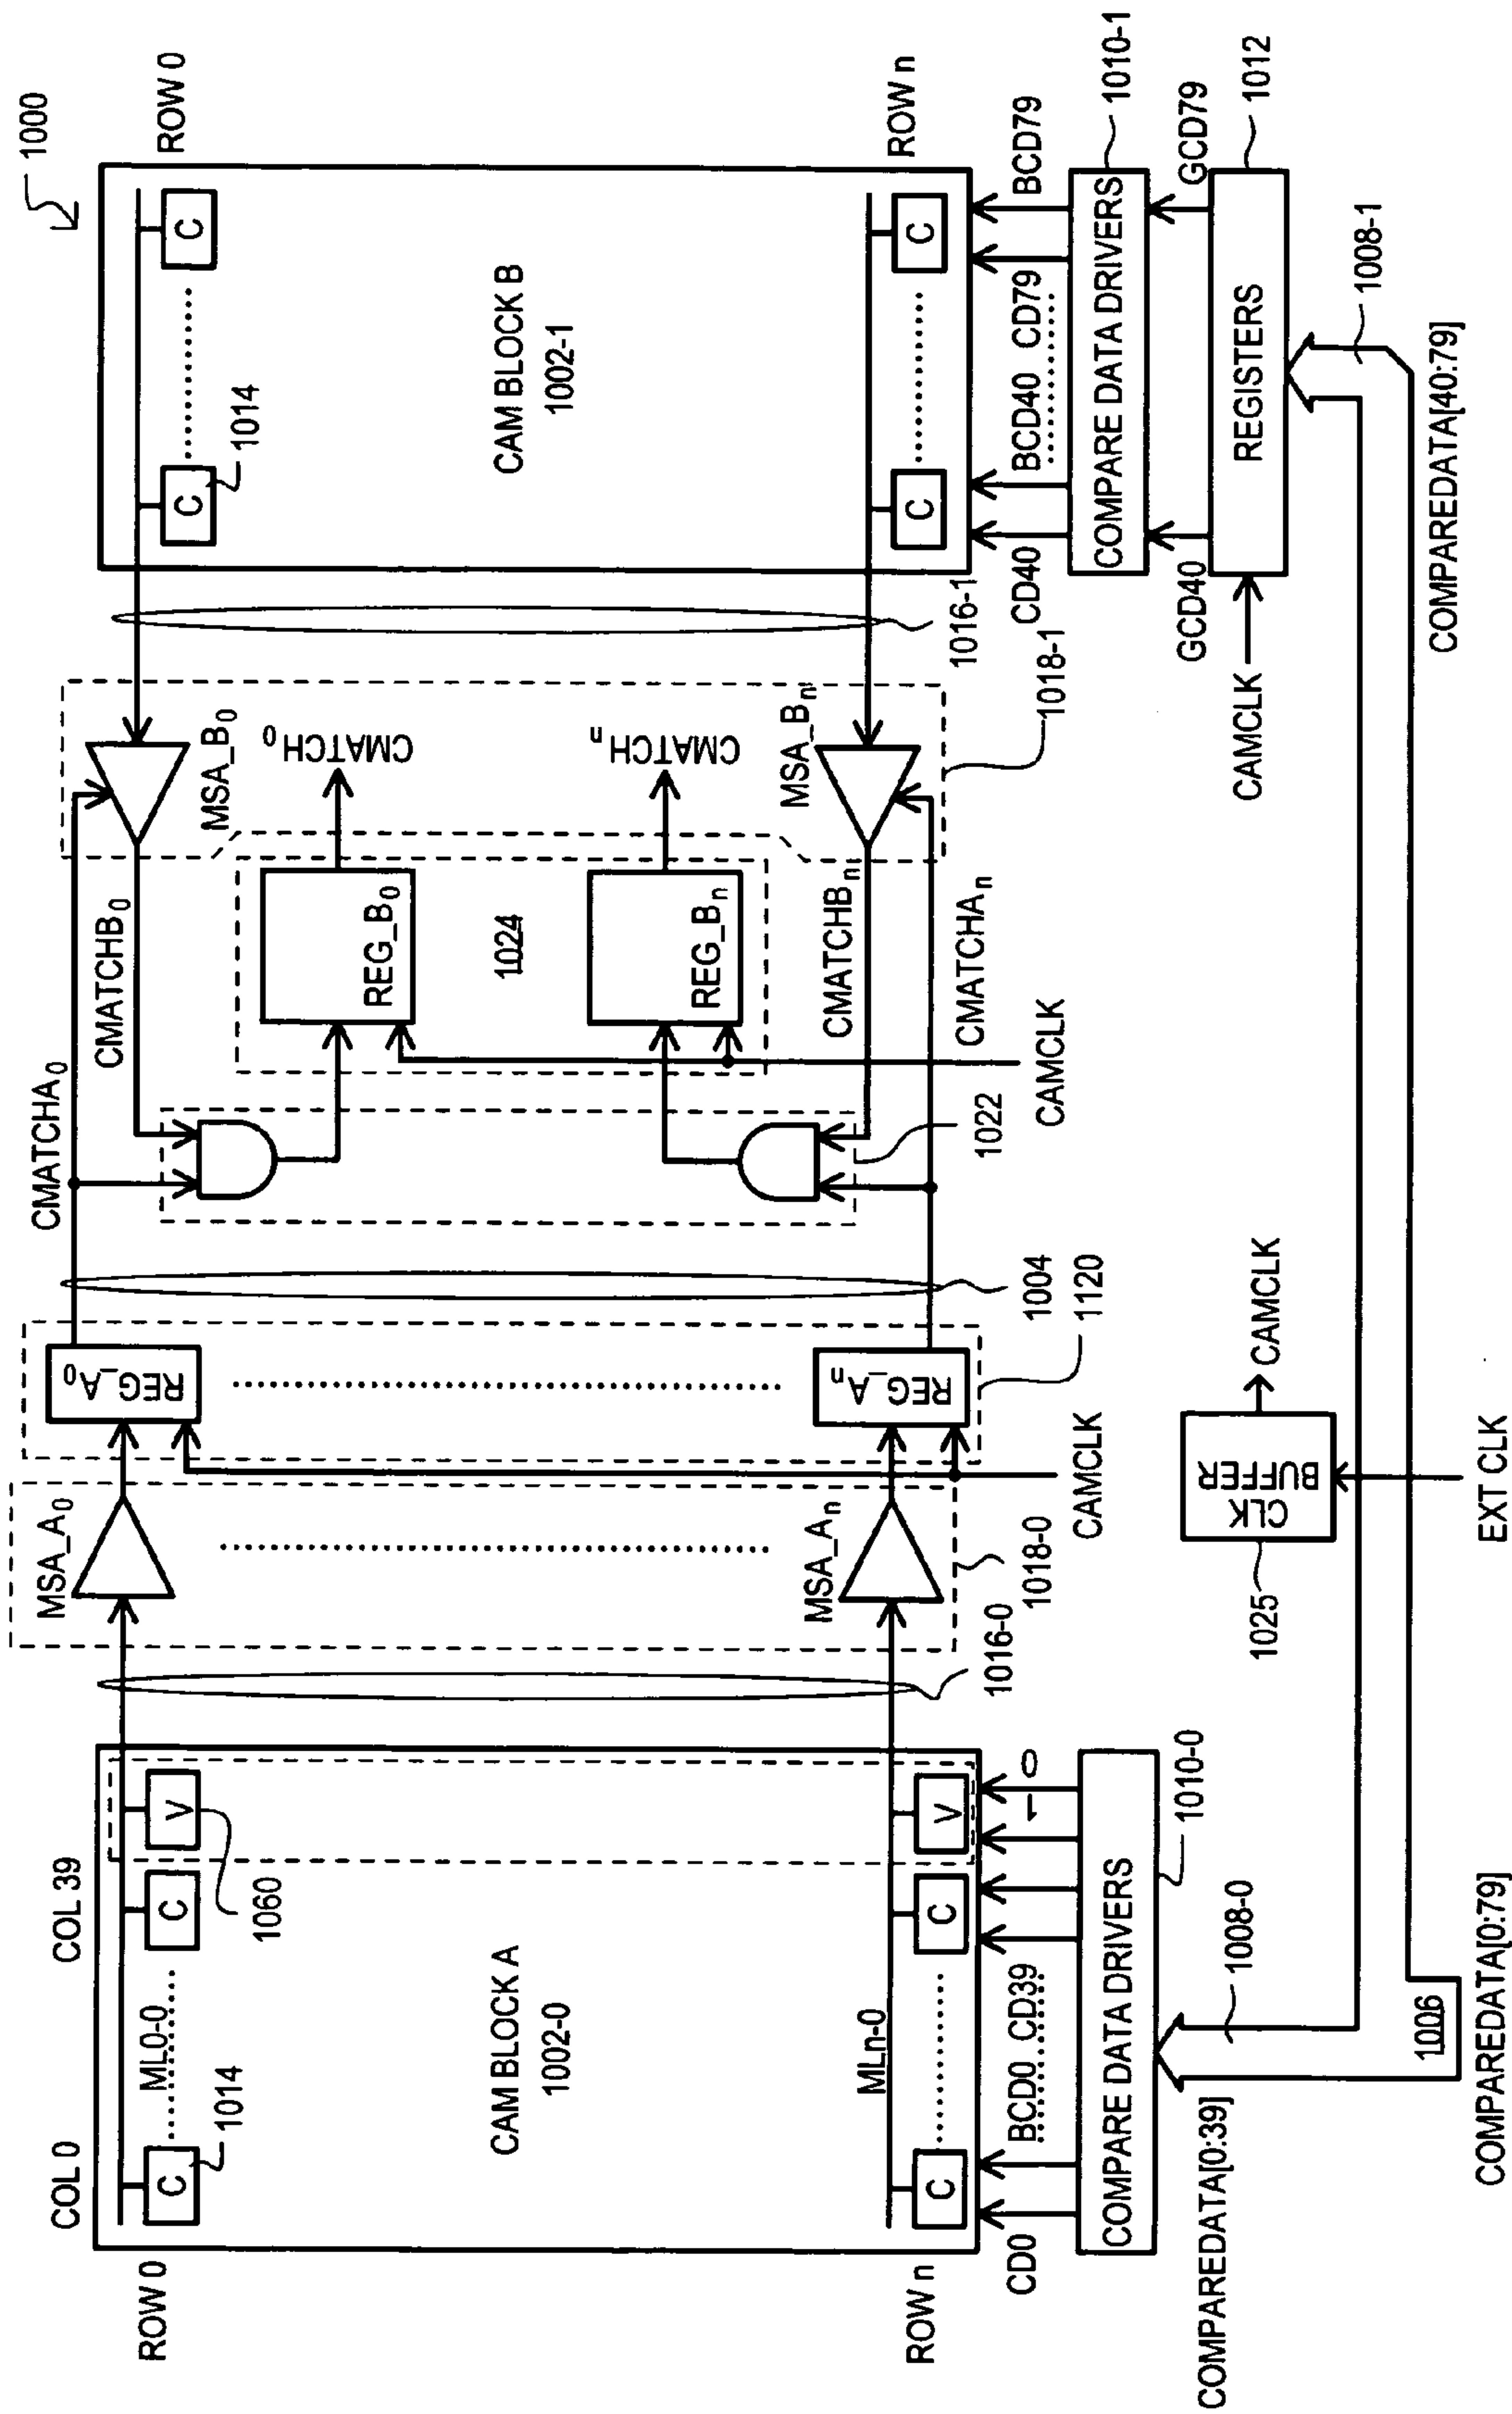 1000
COL 0
COL 39
ROW 0
ML0-0
C
C
V
1014
1060
CAM BLOCK A
1002-0
ROW n
MLn-0
C
C
V
CD0
BCD0
CD39
1
0
COMPARE DATA DRIVERS
1010-0
COMPAREDATA[0:39]
1008-0
1006
COMPAREDATA[0:79]
MSA_A0
MSA_An
1016-0
1018-0
REG_A0
REG_An
CAMCLK
1004
1120
CLK
BUFFER
1025
CAMCLK
EXT CLK
CMATCHA0
CMATCHB0
1022
REG_B0
1024
REG_Bn
CMATCHBn
CMATCHAn
CAMCLK
MSA_B0
CMATCH0
CMATCHn
MSA_Bn
1018-1
1016-1
ROW 0
C
C
1014
CAM BLOCK B
1002-1
ROW n
C
C
CD40
BCD40
CD79
BCD79
COMPARE DATA DRIVERS
1010-1
GCD40
GCD79
CAMCLK
REGISTERS
1012
1008-1
COMPAREDATA[40:79]